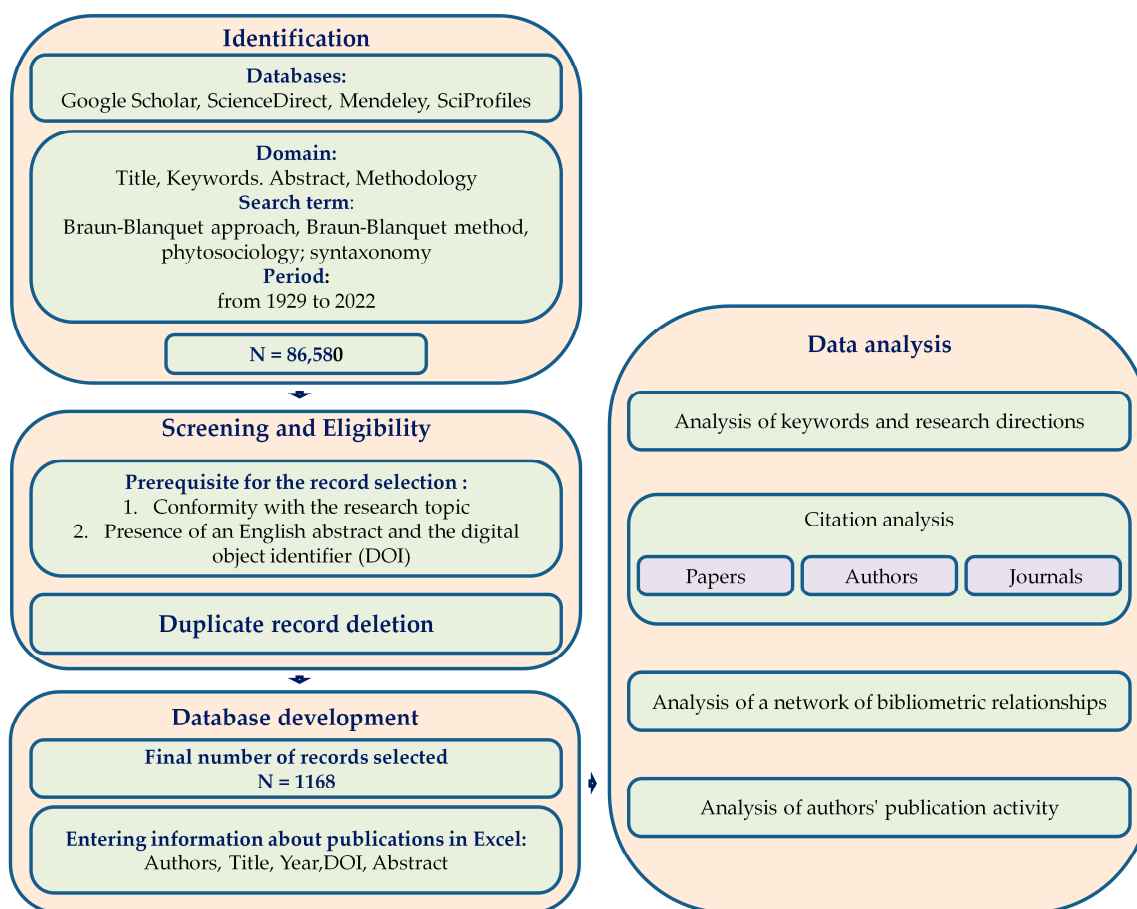 Identification
Databases:
Google Scholar, ScienceDirect, Mendeley, SciProfiles
Domain:
Title, Keywords. Abstract, Methodology
Search term:
Braun-Blanquet approach, Braun-Blanquet method,
phytosociology; syntaxonomy
Period:
from 1929 to 2022
N = 86,580
Screening and Eligibility
Prerequisite for the record selection :
1. Conformity with the research topic
2. Presence of an English abstract and the digital
object identifier (DOI)
Duplicate record deletion
Database development
Final number of records selected
N = 1168
Entering information about publications in Excel:
Authors, Title, Year,DOI, Abstract
Data analysis
Analysis of keywords and research directions
Citation analysis
Papers
Authors
Journals
Analysis of a network of bibliometric relationships
Analysis of authors' publication activity